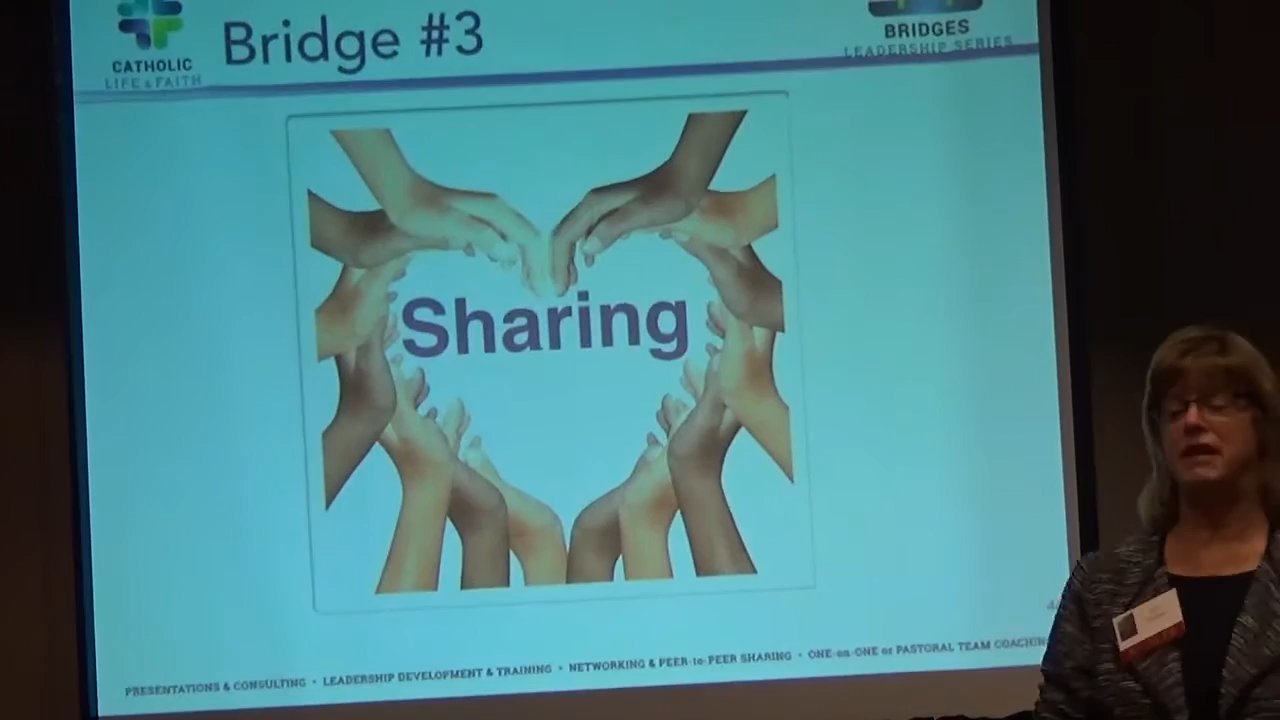 CATHOLIC
LIFE & FAITH
Bridge #3
BRIDGES
LEADERSHIP SERIES
Sharing
PRESENTATIONS & CONSULTING • LEADERSHIP DEVELOPMENT & TRAINING • NETWORKING & PEER-to-PEER SHARING • ONE-on-ONE or PASTORAL TEAM COACHIN